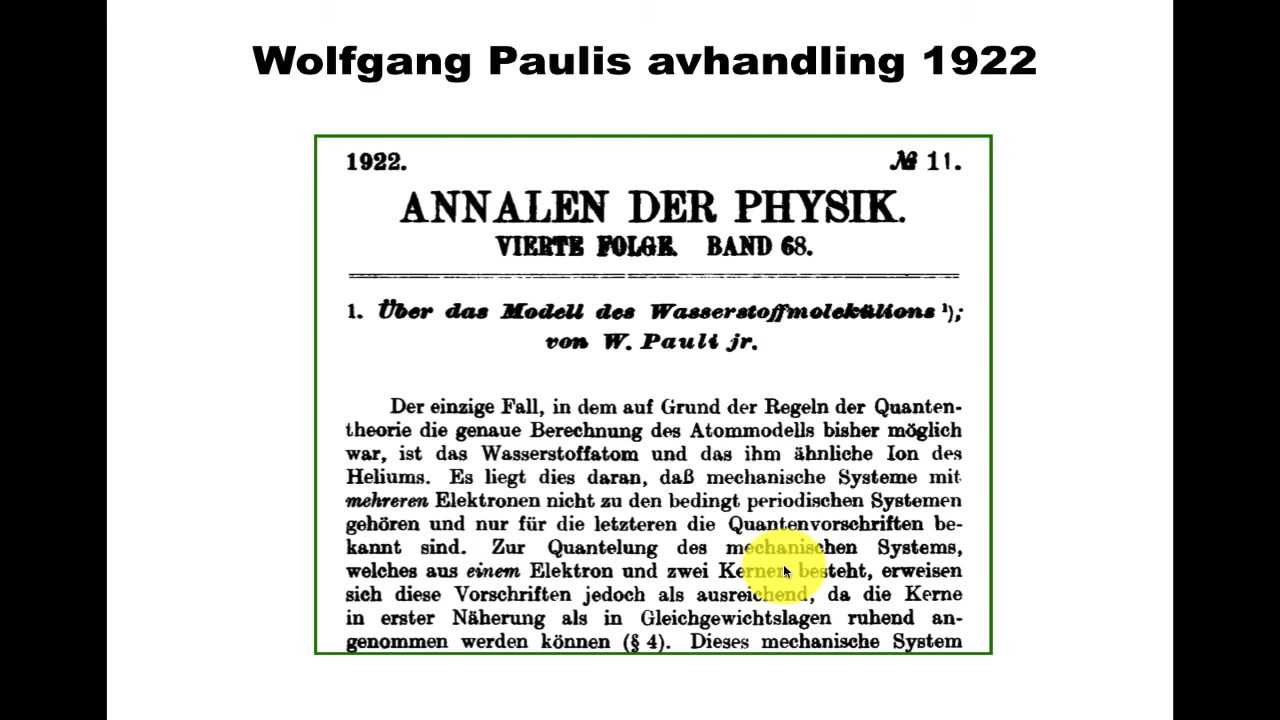 Wolfgang Paulis avhandling 1922
1922. № 11.
ANNALEN DER PHYSIK.
VIERTE FOLGE. BAND 68.
1. Über das Modell des Wasserstoffmolekülions ¹);
von W. Pauli jr.
Der einzige Fall, in dem auf Grund der Regeln der Quanten-
theorie die genaue Berechnung des Atommodells bisher möglich
war, ist das Wasserstoffatom und das ihm ähnliche Ion des
Heliums. Es liegt dies daran, daß mechanische Systeme mit
mehreren Elektronen nicht zu den bedingt periodischen Systemen
gehören und nur für die letzteren die Quantenvorschriften be-
kannt sind. Zur Quantelung des mechanischen Systems,
welches aus einem Elektron und zwei Kernen besteht, erweisen
sich diese Vorschriften jedoch als ausreichend, da die Kerne
in erster Näherung als in Gleichgewichtslagen ruhend an-
genommen werden können (§ 4). Dieses mechanische System